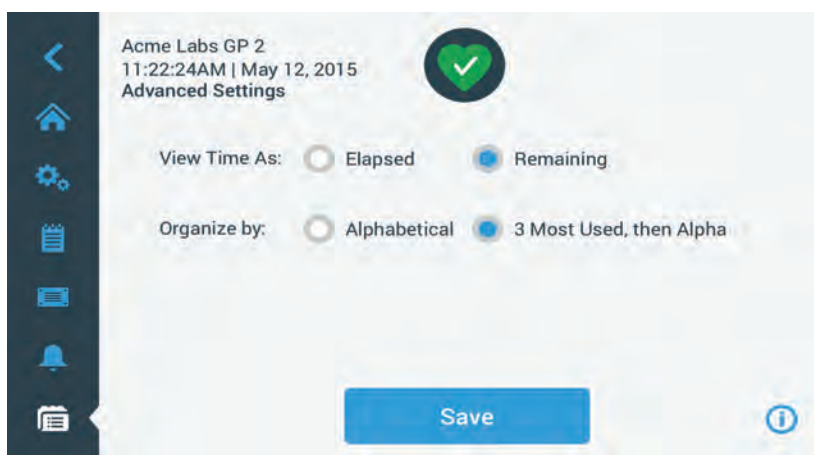 Acme Labs GP 2
11:22:24AM | May 12, 2015
Advanced Settings
View Time As: Elapsed Remaining
Organize by: Alphabetical 3 Most Used, then Alpha
Save